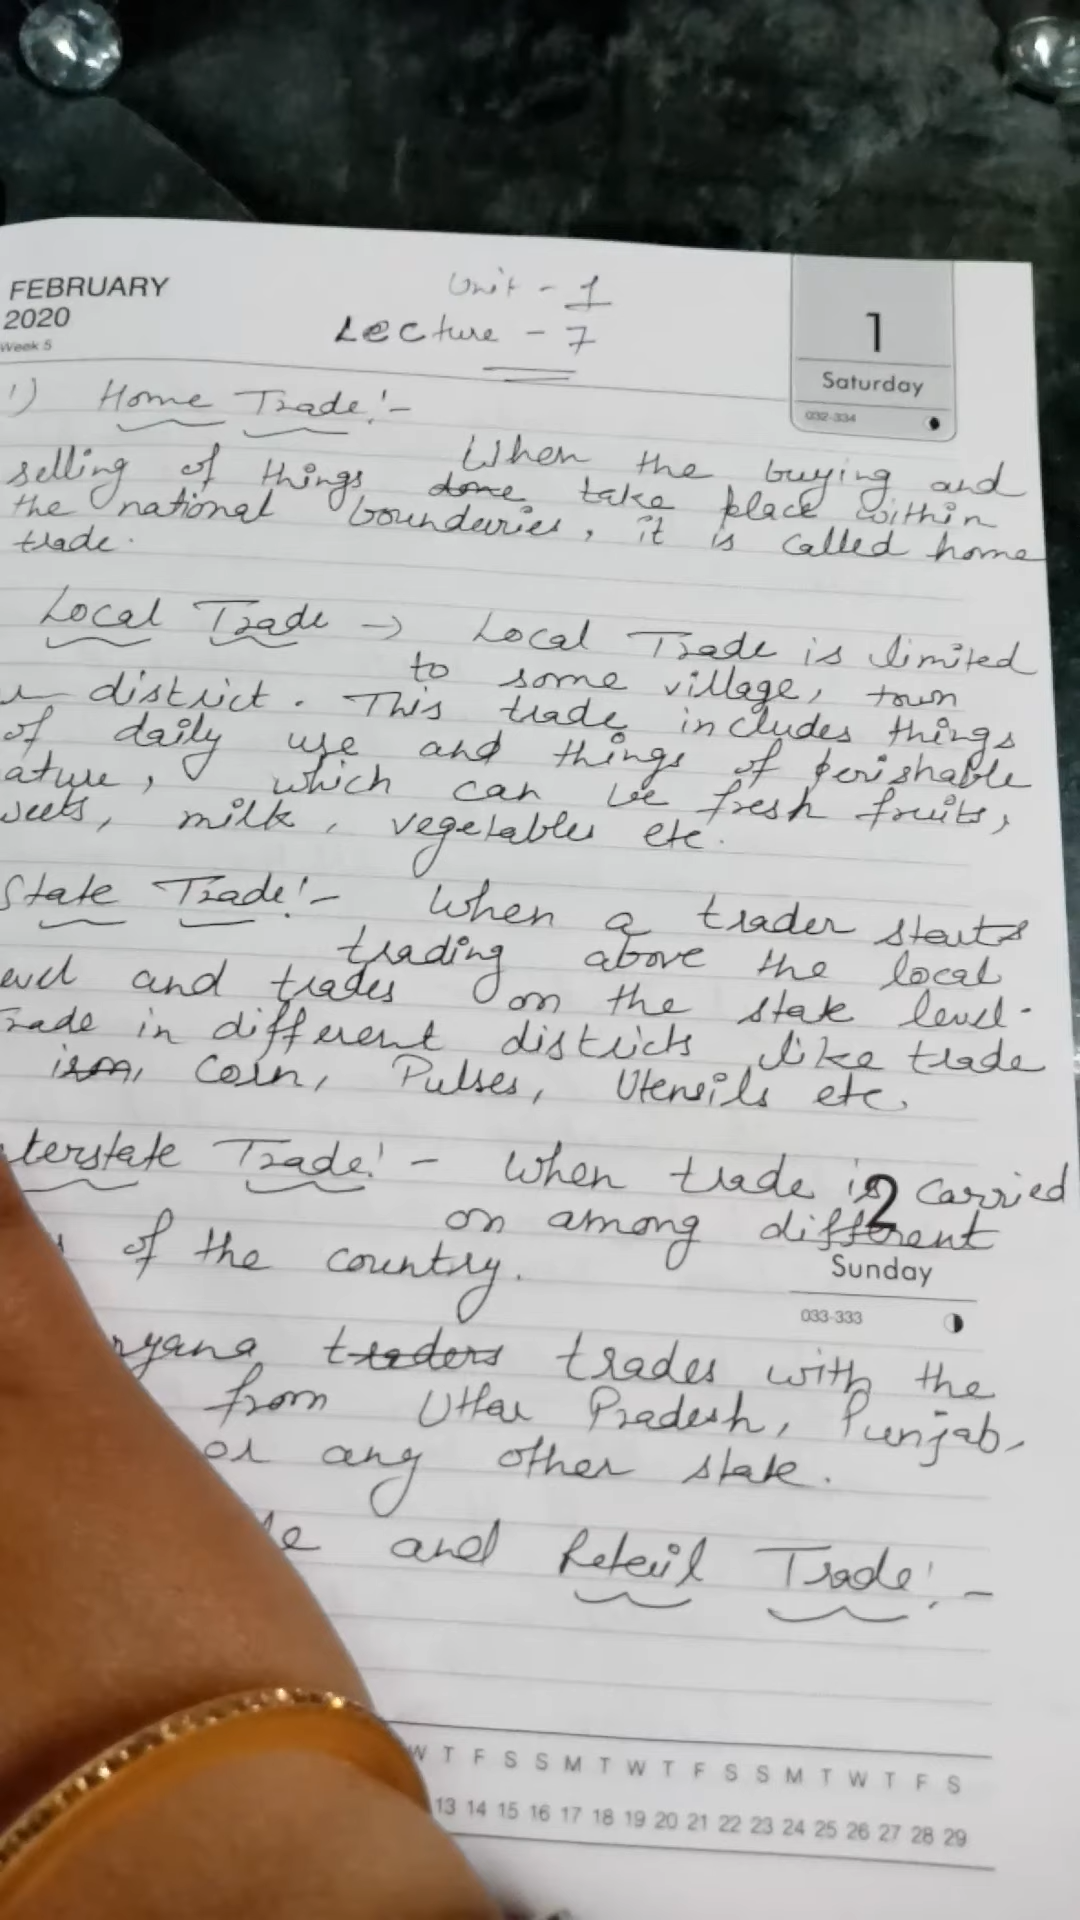 FEBRUARY
2020
Week 5
Unit - 1
Lecture - 7
1
Saturday
032-334
1) Home Trade :-
When the buying and
selling of things done take place within
the national boundaries, it is called home
trade.
Local Trade → Local Trade is limited
to some village, town
district. This trade includes things
of daily use and things of perishable
ature, which can be fresh fruits,
weets, milk, vegetables etc.
State Trade :- When a trader starts
trading above the local
evel and trades on the state level.
Trade in different districts like trade
Coin, Pulses, Utensils etc.
terstate Trade :- When trade is carried
on among different
of the country.
2
Sunday
033-333
ryana traders trades with the
from Uttar Pradesh, Punjab,
or any other state.
le and Retail Trade :-
W T F S S M T W T F S S M T W T F S
13 14 15 16 17 18 19 20 21 22 23 24 25 26 27 28 29